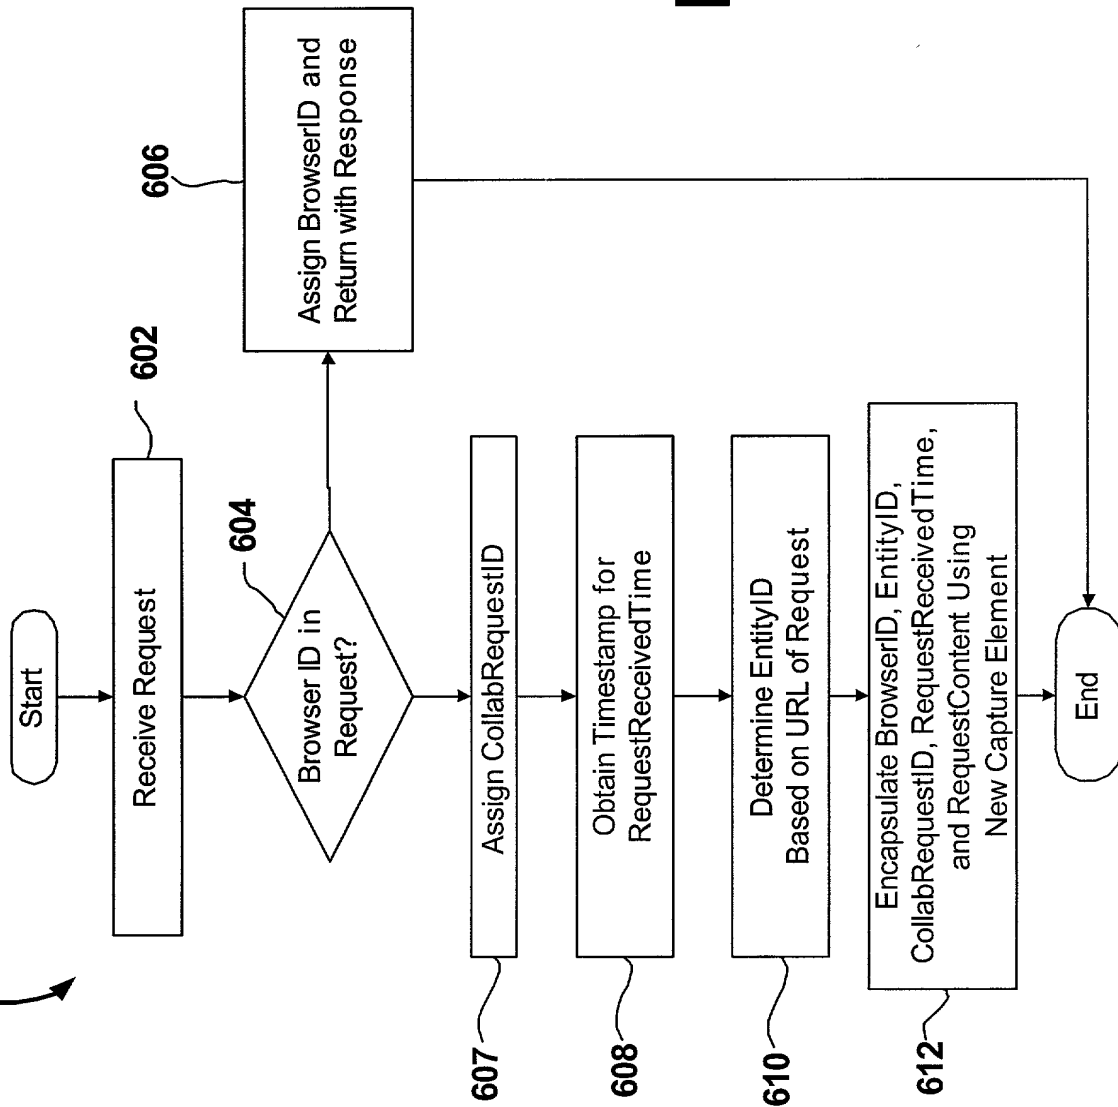 Start
602
Receive Request
604
Browser ID in
Request?
606
Assign BrowserID and
Return with Response
607
Assign CollabRequestID
608
Obtain Timestamp for
RequestReceivedTime
610
Determine EntityID
Based on URL of Request
612
Encapsulate BrowserID, EntityID,
CollabRequestID, RequestReceivedTime,
and RequestContent Using
New Capture Element
End